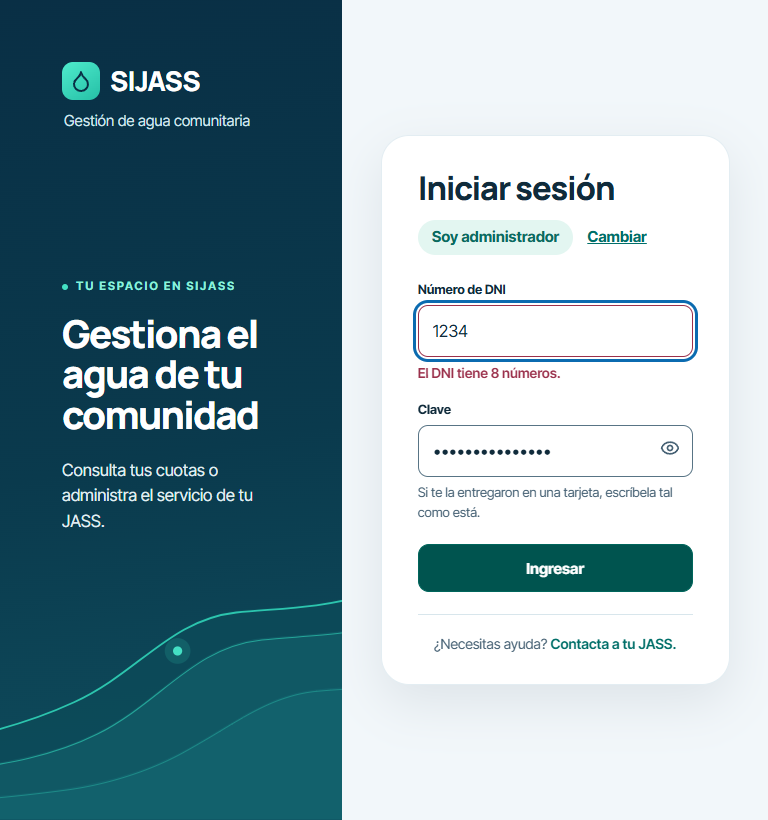 SIJASS
Gestión de agua comunitaria
TU ESPACIO EN SIJASS
Gestiona el
agua de tu
comunidad
Consulta tus cuotas o
administra el servicio de tu
JASS.
Iniciar sesión
Soy administrador Cambiar
Número de DNI
1234
El DNI tiene 8 números.
Clave
•••••••••••••••
Si te la entregaron en una tarjeta, escríbela tal
como está.
Ingresar
¿Necesitas ayuda? Contacta a tu JASS.